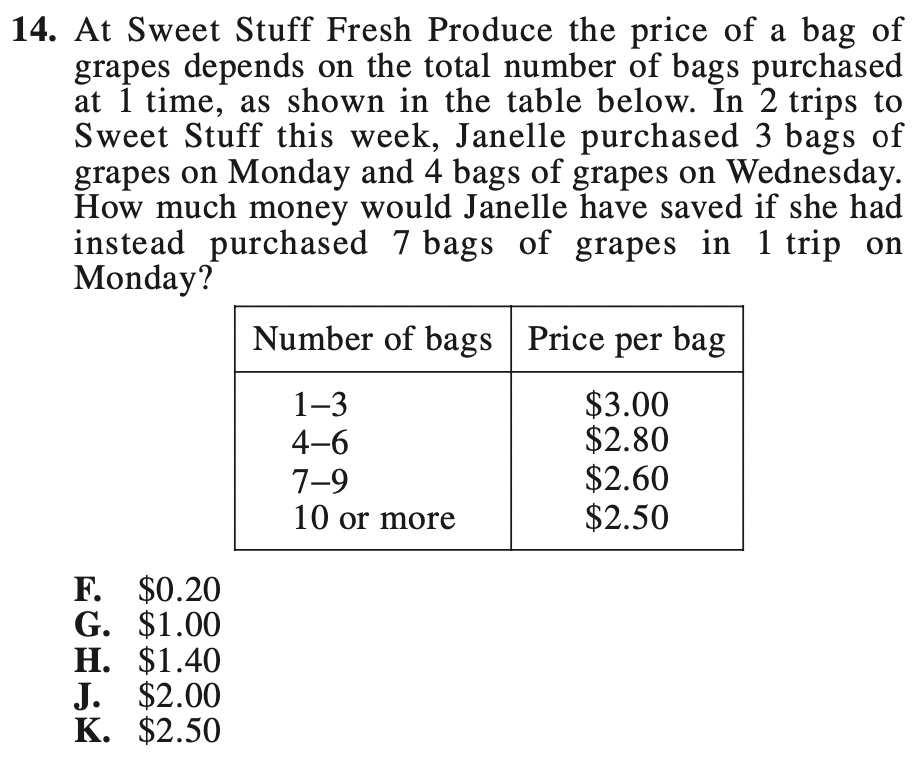 14. At Sweet Stuff Fresh Produce the price of a bag of
grapes depends on the total number of bags purchased
at 1 time, as shown in the table below. In 2 trips to
Sweet Stuff this week, Janelle purchased 3 bags of
grapes on Monday and 4 bags of grapes on Wednesday.
How much money would Janelle have saved if she had
instead purchased 7 bags of grapes in 1 trip on
Monday?
Number of bags Price per bag
1–3 $3.00
4–6 $2.80
7–9 $2.60
10 or more $2.50
F. $0.20
G. $1.00
H. $1.40
J. $2.00
K. $2.50